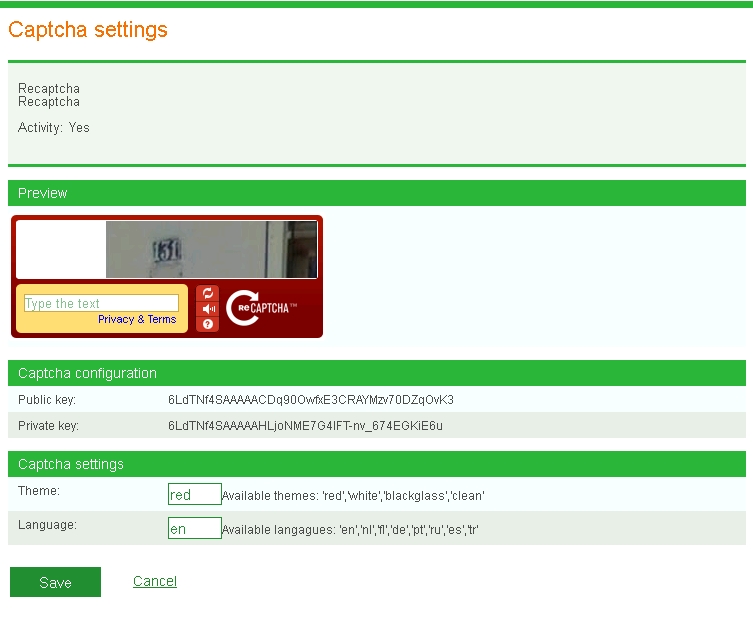 Captcha settings
Recaptcha
Recaptcha
Activity: Yes
Preview
131
Type the text
Privacy & Terms
reCAPTCHA™
Captcha configuration
Public key: 6LdTNf4SAAAAACDq90OwfxE3CRAYMzv70DZqOvK3
Private key: 6LdTNf4SAAAAAHLjoNME7G4IFT-nv_674EGKiE6u
Captcha settings
Theme: red Available themes: 'red','white','blackglass','clean'
Language: en Available langagues: 'en','nl','fl','de','pt','ru','es','tr'
Save Cancel